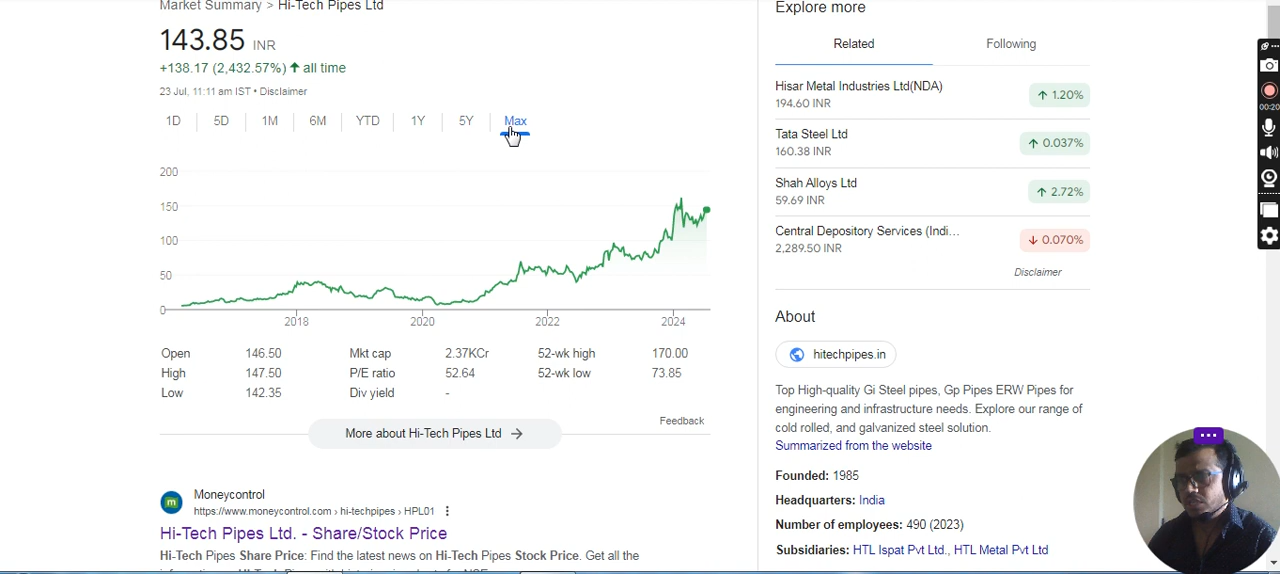 Market Summary > Hi-Tech Pipes Ltd
143.85 INR
+138.17 (2,432.57%) ↑ all time
23 Jul, 11:11 am IST • Disclaimer
1D 5D 1M 6M YTD 1Y 5Y Max
200
150
100
50
0
2018 2020 2022 2024
Open 146.50 Mkt cap 2.37KCr 52-wk high 170.00
High 147.50 P/E ratio 52.64 52-wk low 73.85
Low 142.35 Div yield -
Feedback
More about Hi-Tech Pipes Ltd →
Moneycontrol
https://www.moneycontrol.com › hi-techpipes › HPL01
Hi-Tech Pipes Ltd. - Share/Stock Price
Hi-Tech Pipes Share Price: Find the latest news on Hi-Tech Pipes Stock Price. Get all the
Explore more
Related Following
Hisar Metal Industries Ltd(NDA)
194.60 INR
↑ 1.20%
Tata Steel Ltd
160.38 INR
↑ 0.037%
Shah Alloys Ltd
59.69 INR
↑ 2.72%
Central Depository Services (Indi...
2,289.50 INR
↓ 0.070%
Disclaimer
About
hitechpipes.in
Top High-quality Gi Steel pipes, Gp Pipes ERW Pipes for
engineering and infrastructure needs. Explore our range of
cold rolled, and galvanized steel solution.
Summarized from the website
Founded: 1985
Headquarters: India
Number of employees: 490 (2023)
Subsidiaries: HTL Ispat Pvt Ltd., HTL Metal Pvt Ltd
00:20